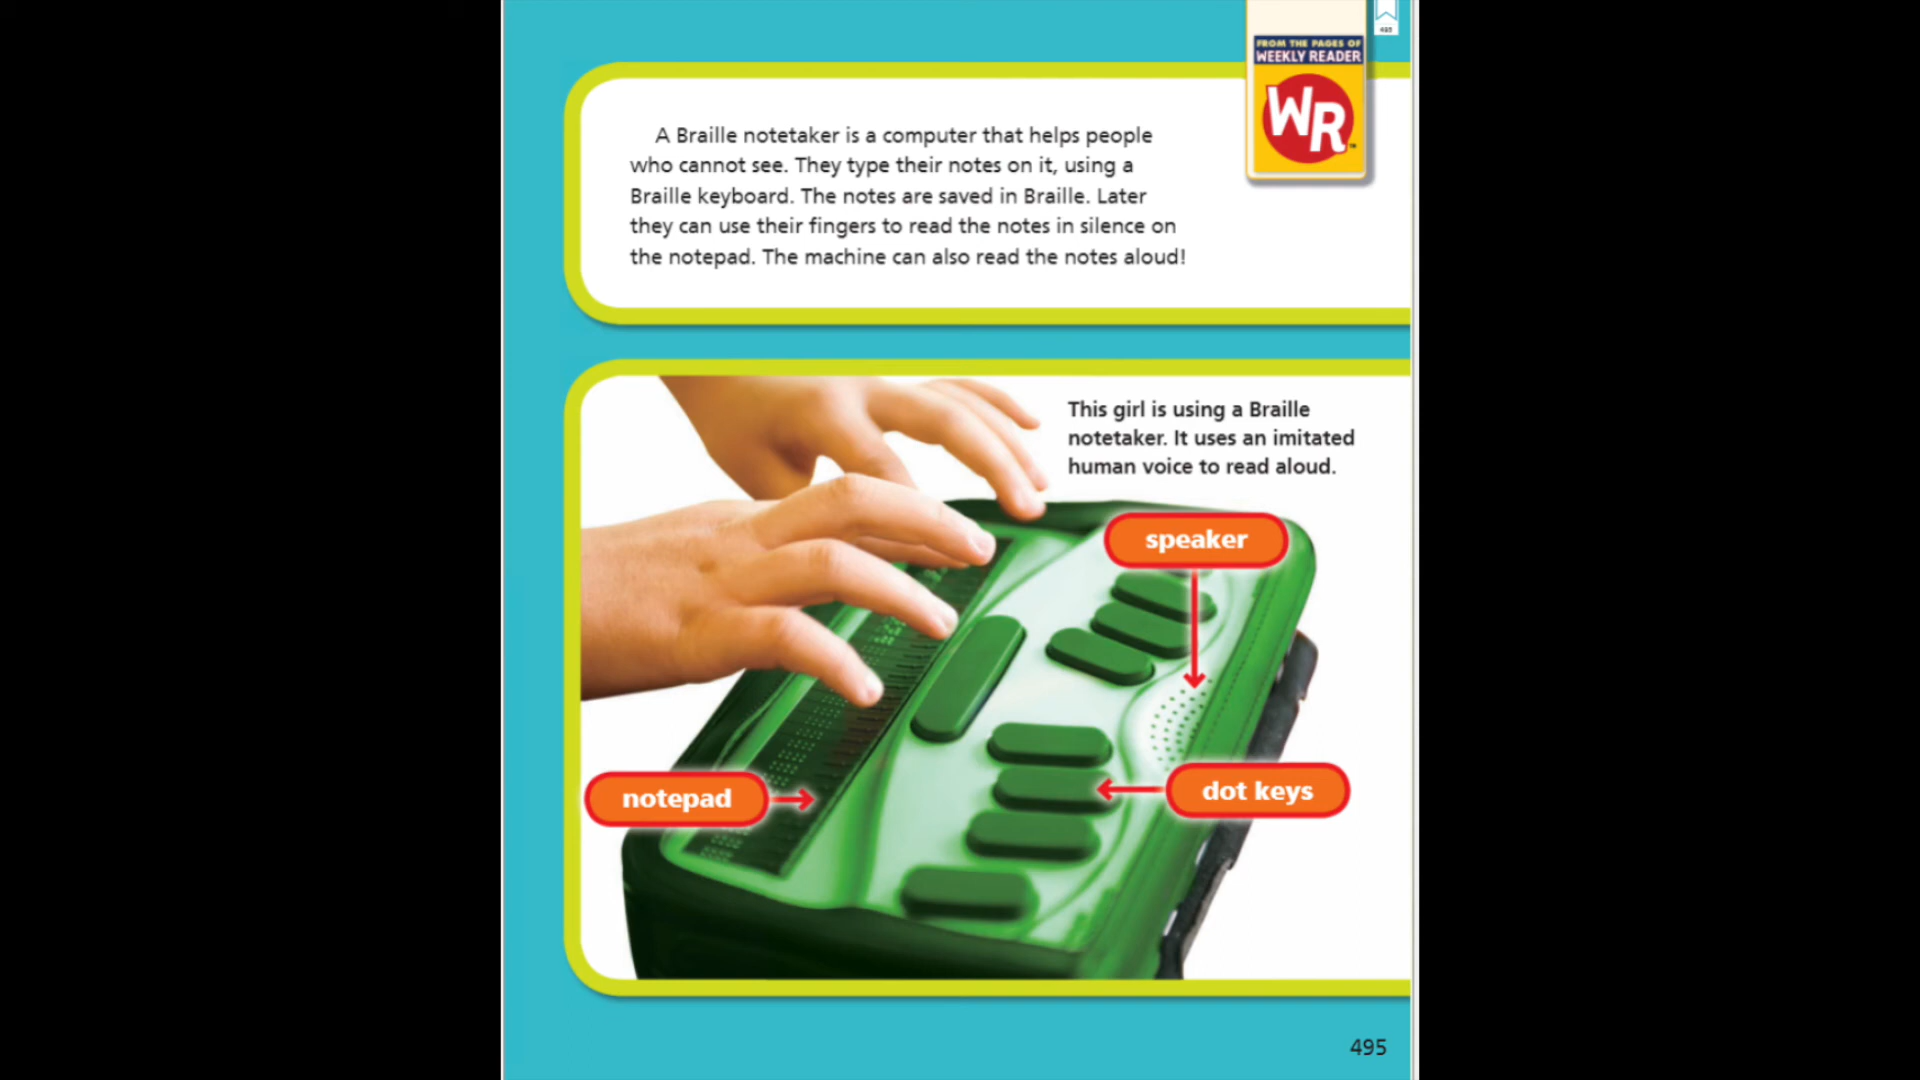 495
FROM THE PAGES OF
WEEKLY READER
WR™
A Braille notetaker is a computer that helps people
who cannot see. They type their notes on it, using a
Braille keyboard. The notes are saved in Braille. Later
they can use their fingers to read the notes in silence on
the notepad. The machine can also read the notes aloud!
This girl is using a Braille
notetaker. It uses an imitated
human voice to read aloud.
speaker
notepad
dot keys
495